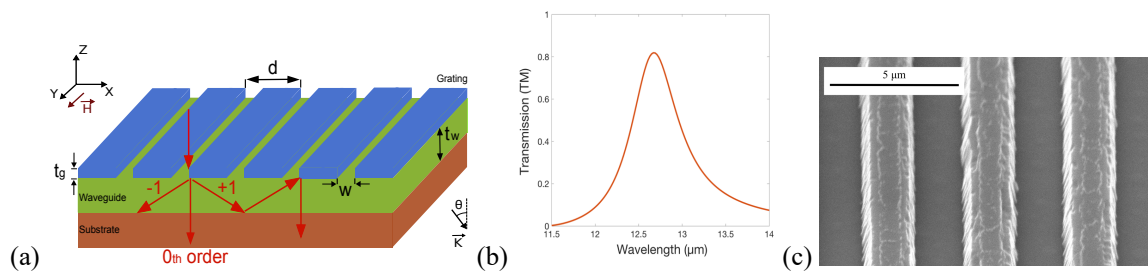 Z
Y
X
H
d
Grating
t_w
t_g
-1
+1
W
Waveguide
θ
Substrate
K
0th order
(a)
1
0.8
0.6
0.4
0.2
0
Transmission (TM)
11.5 12 12.5 13 13.5 14
Wavelength (μm)
(b)
5 μm
(c)